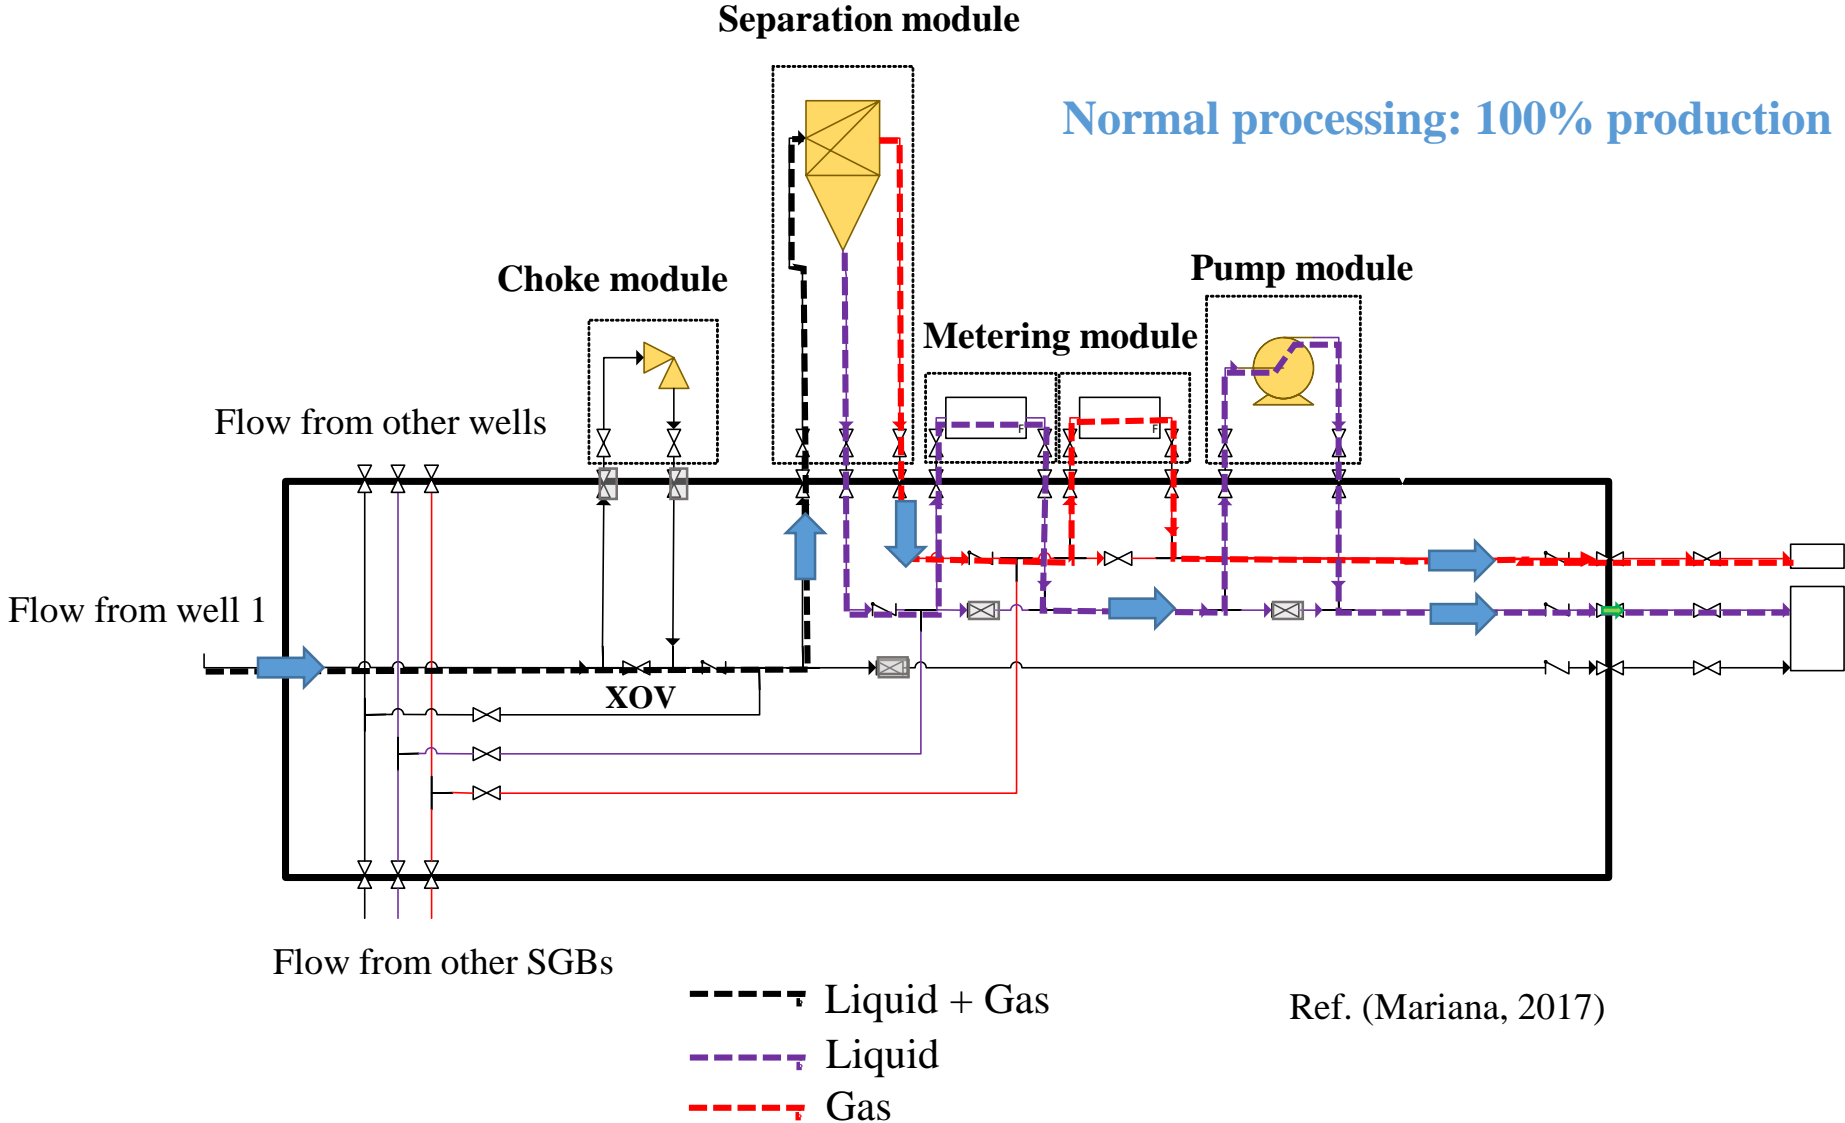 Separation module
Normal processing: 100% production
Choke module
Pump module
Metering module
Flow from other wells
F
F
Flow from well 1
XOV
Flow from other SGBs
Liquid + Gas
Ref. (Mariana, 2017)
Liquid
Gas